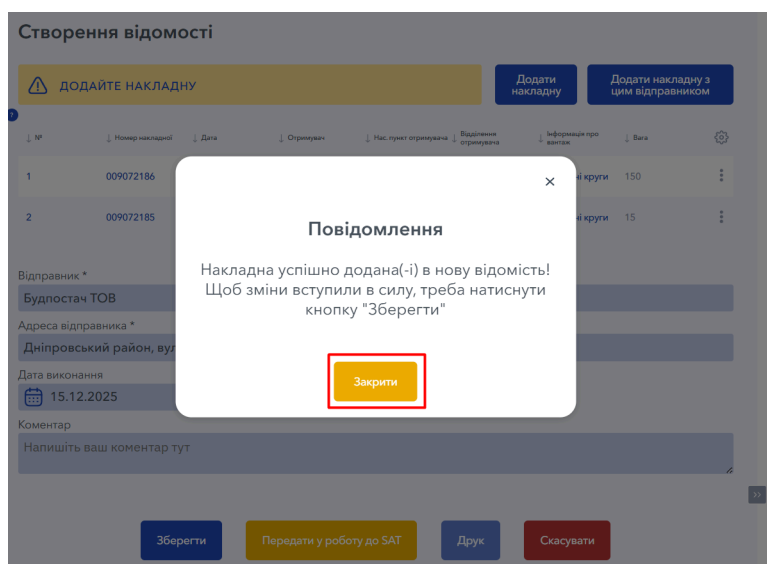 Створення відомості
ДОДАЙТЕ НАКЛАДНУ
Додати накладну
Додати накладну з цим відправником
?
↓ №
↓ Номер накладної
↓ Дата
↓ Отримувач
↓ Нас.пункт отримувача
↓ Відділення отримувача
↓ Інформація про вантаж
↓ Вага
1 009072186 ні круги 150
2 009072185 ні круги 15
×
Повідомлення
Накладна успішно додана(-і) в нову відомість!
Щоб зміни вступили в силу, треба натиснути
кнопку "Зберегти"
Закрити
Відправник *
Будпостач ТОВ
Адреса відправника *
Дніпровський район, вул
Дата виконання
15.12.2025
Коментар
Напишіть ваш коментар тут
>>
Зберегти
Передати у роботу до SAT
Друк
Скасувати